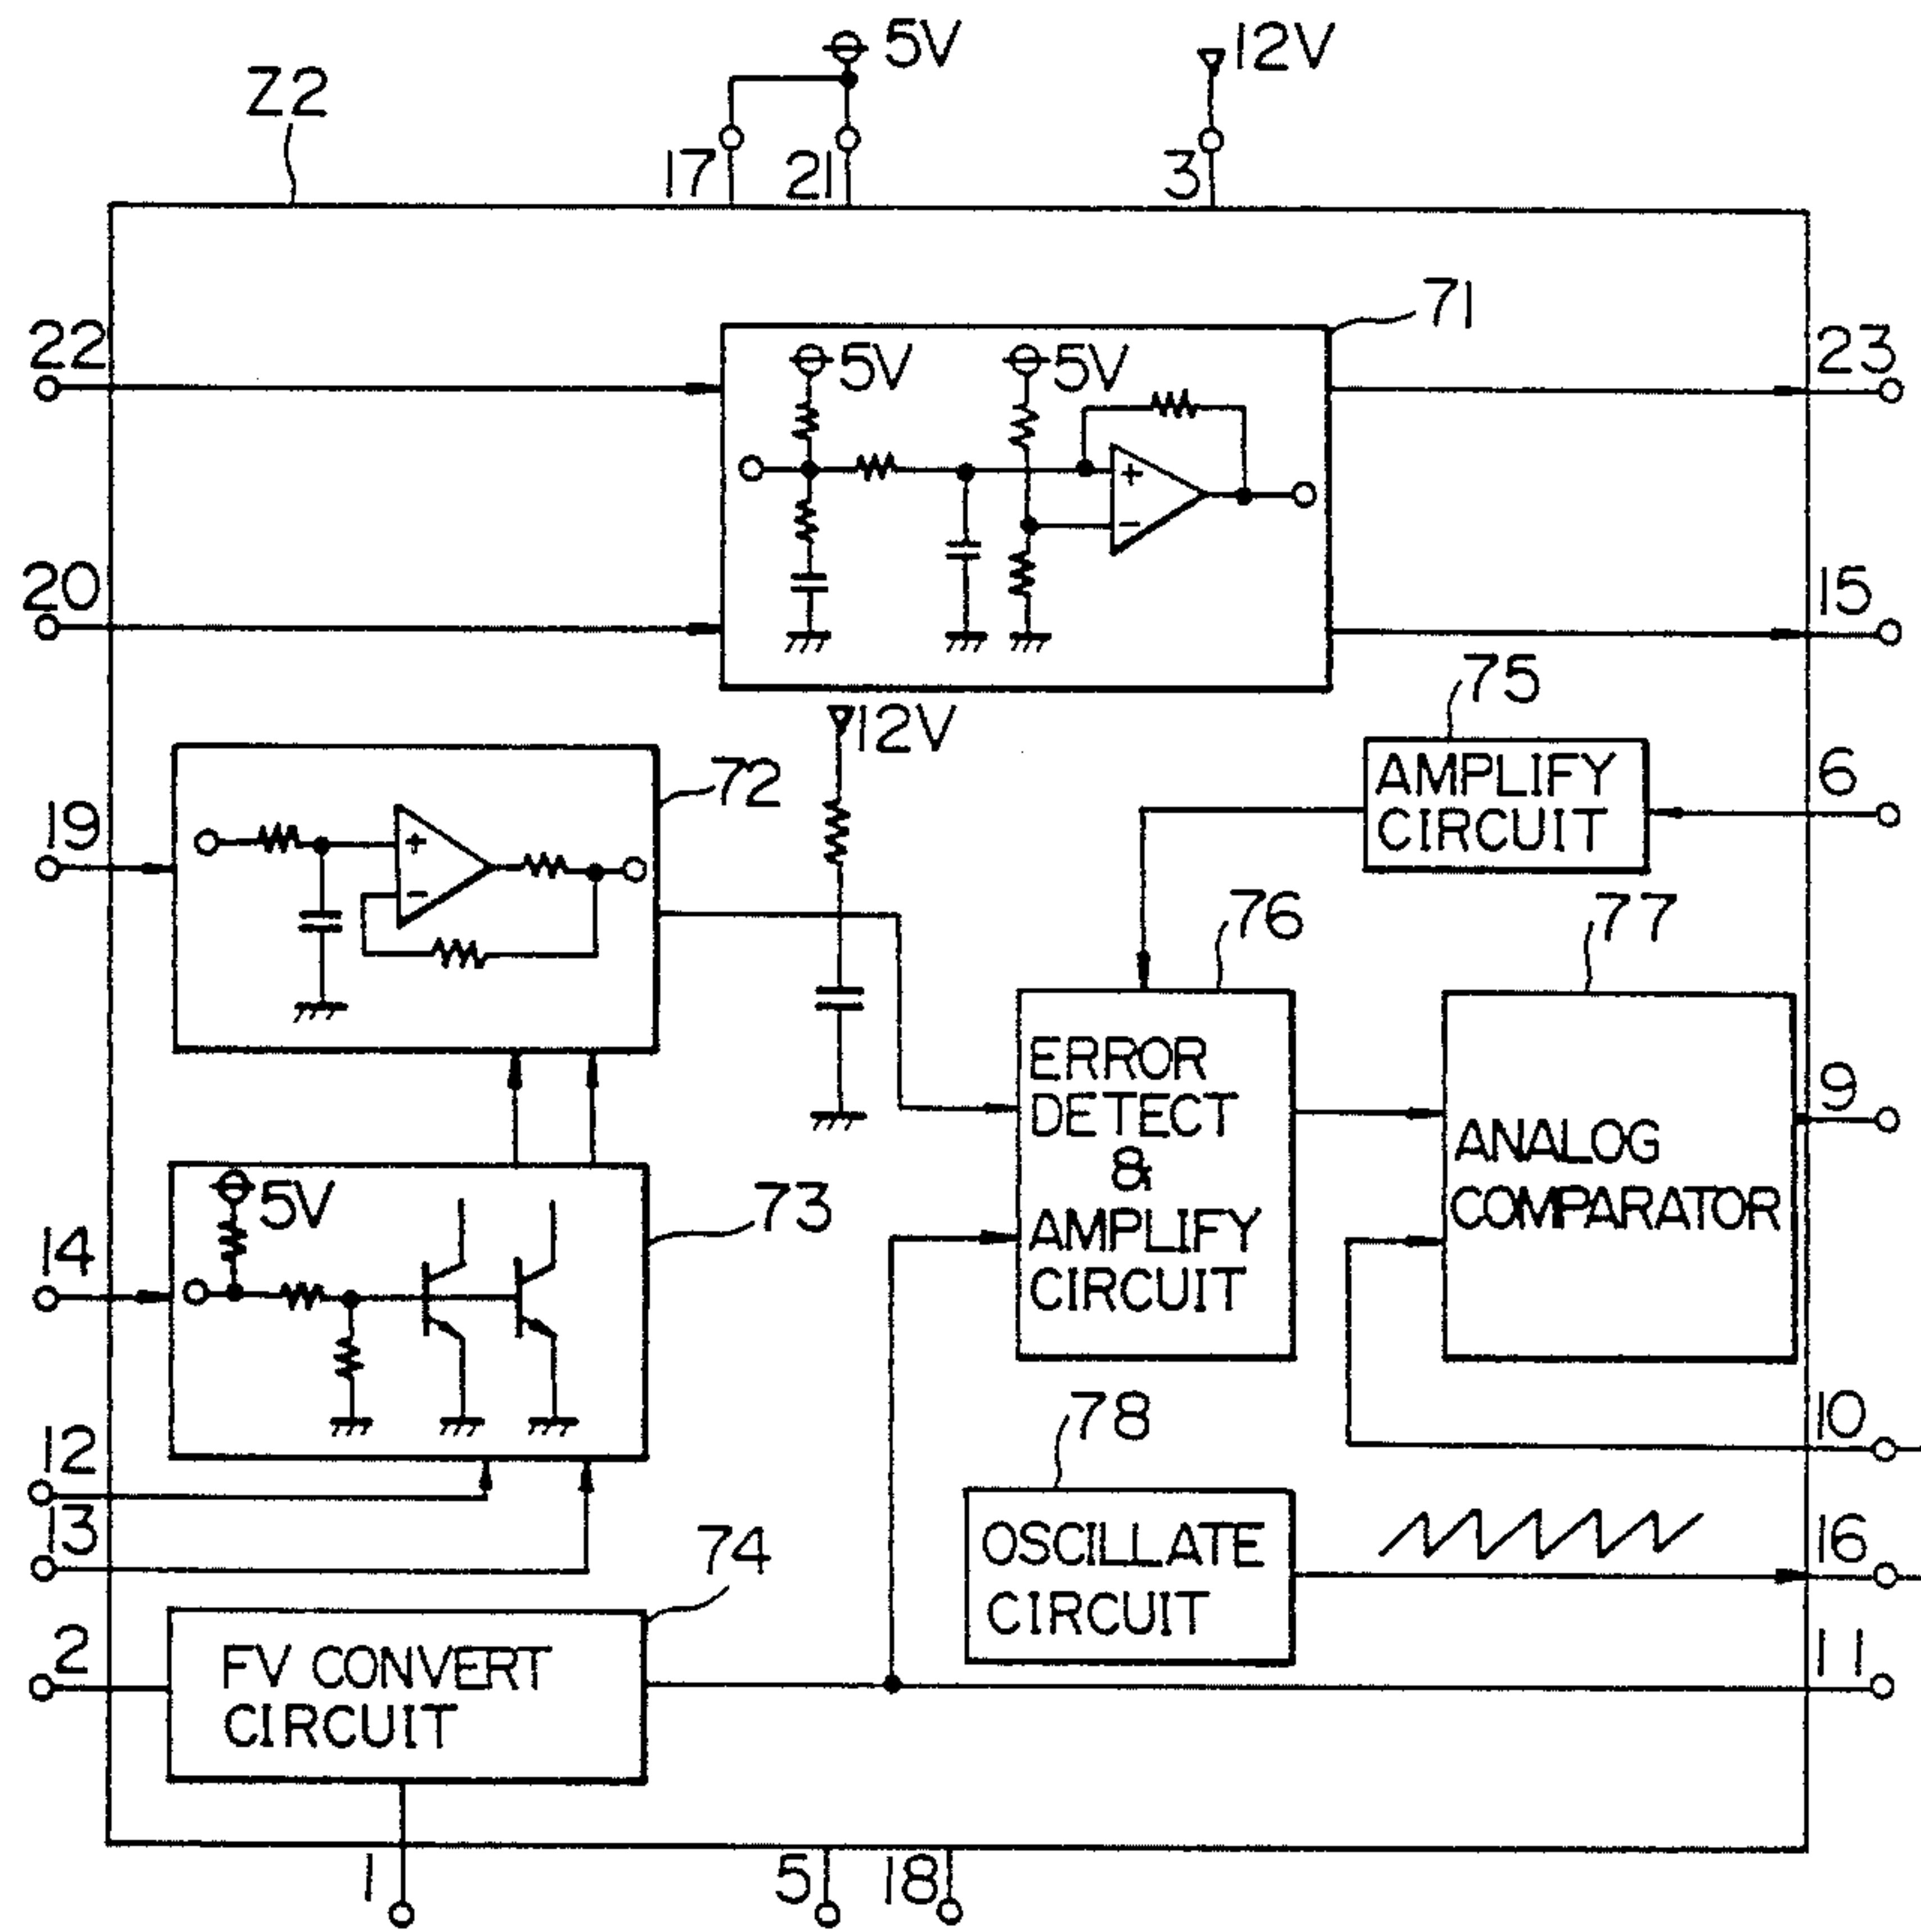 5V
12V
Z2
17
21
3
71
22
5V
5V
23
20
15
75
12V
72
AMPLIFY
CIRCUIT
6
19
+
-
+
-
76
77
ERROR
DETECT
&
AMPLIFY
CIRCUIT
9
ANALOG
COMPARATOR
5V
73
14
78
10
12
13
74
OSCILLATE
CIRCUIT
16
2
FV CONVERT
CIRCUIT
11
1
5
18